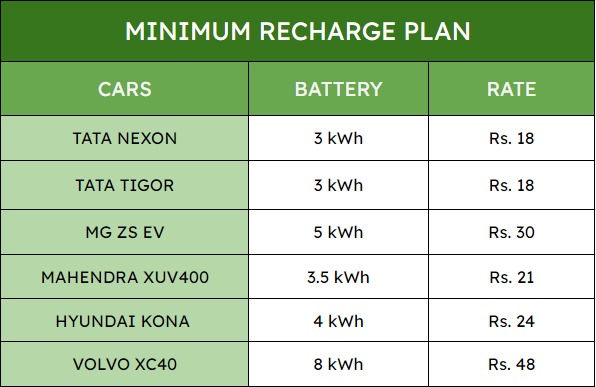 MINIMUM RECHARGE PLAN
CARS BATTERY RATE
TATA NEXON 3 kWh Rs. 18
TATA TIGOR 3 kWh Rs. 18
MG ZS EV 5 kWh Rs. 30
MAHENDRA XUV400 3.5 kWh Rs. 21
HYUNDAI KONA 4 kWh Rs. 24
VOLVO XC40 8 kWh Rs. 48